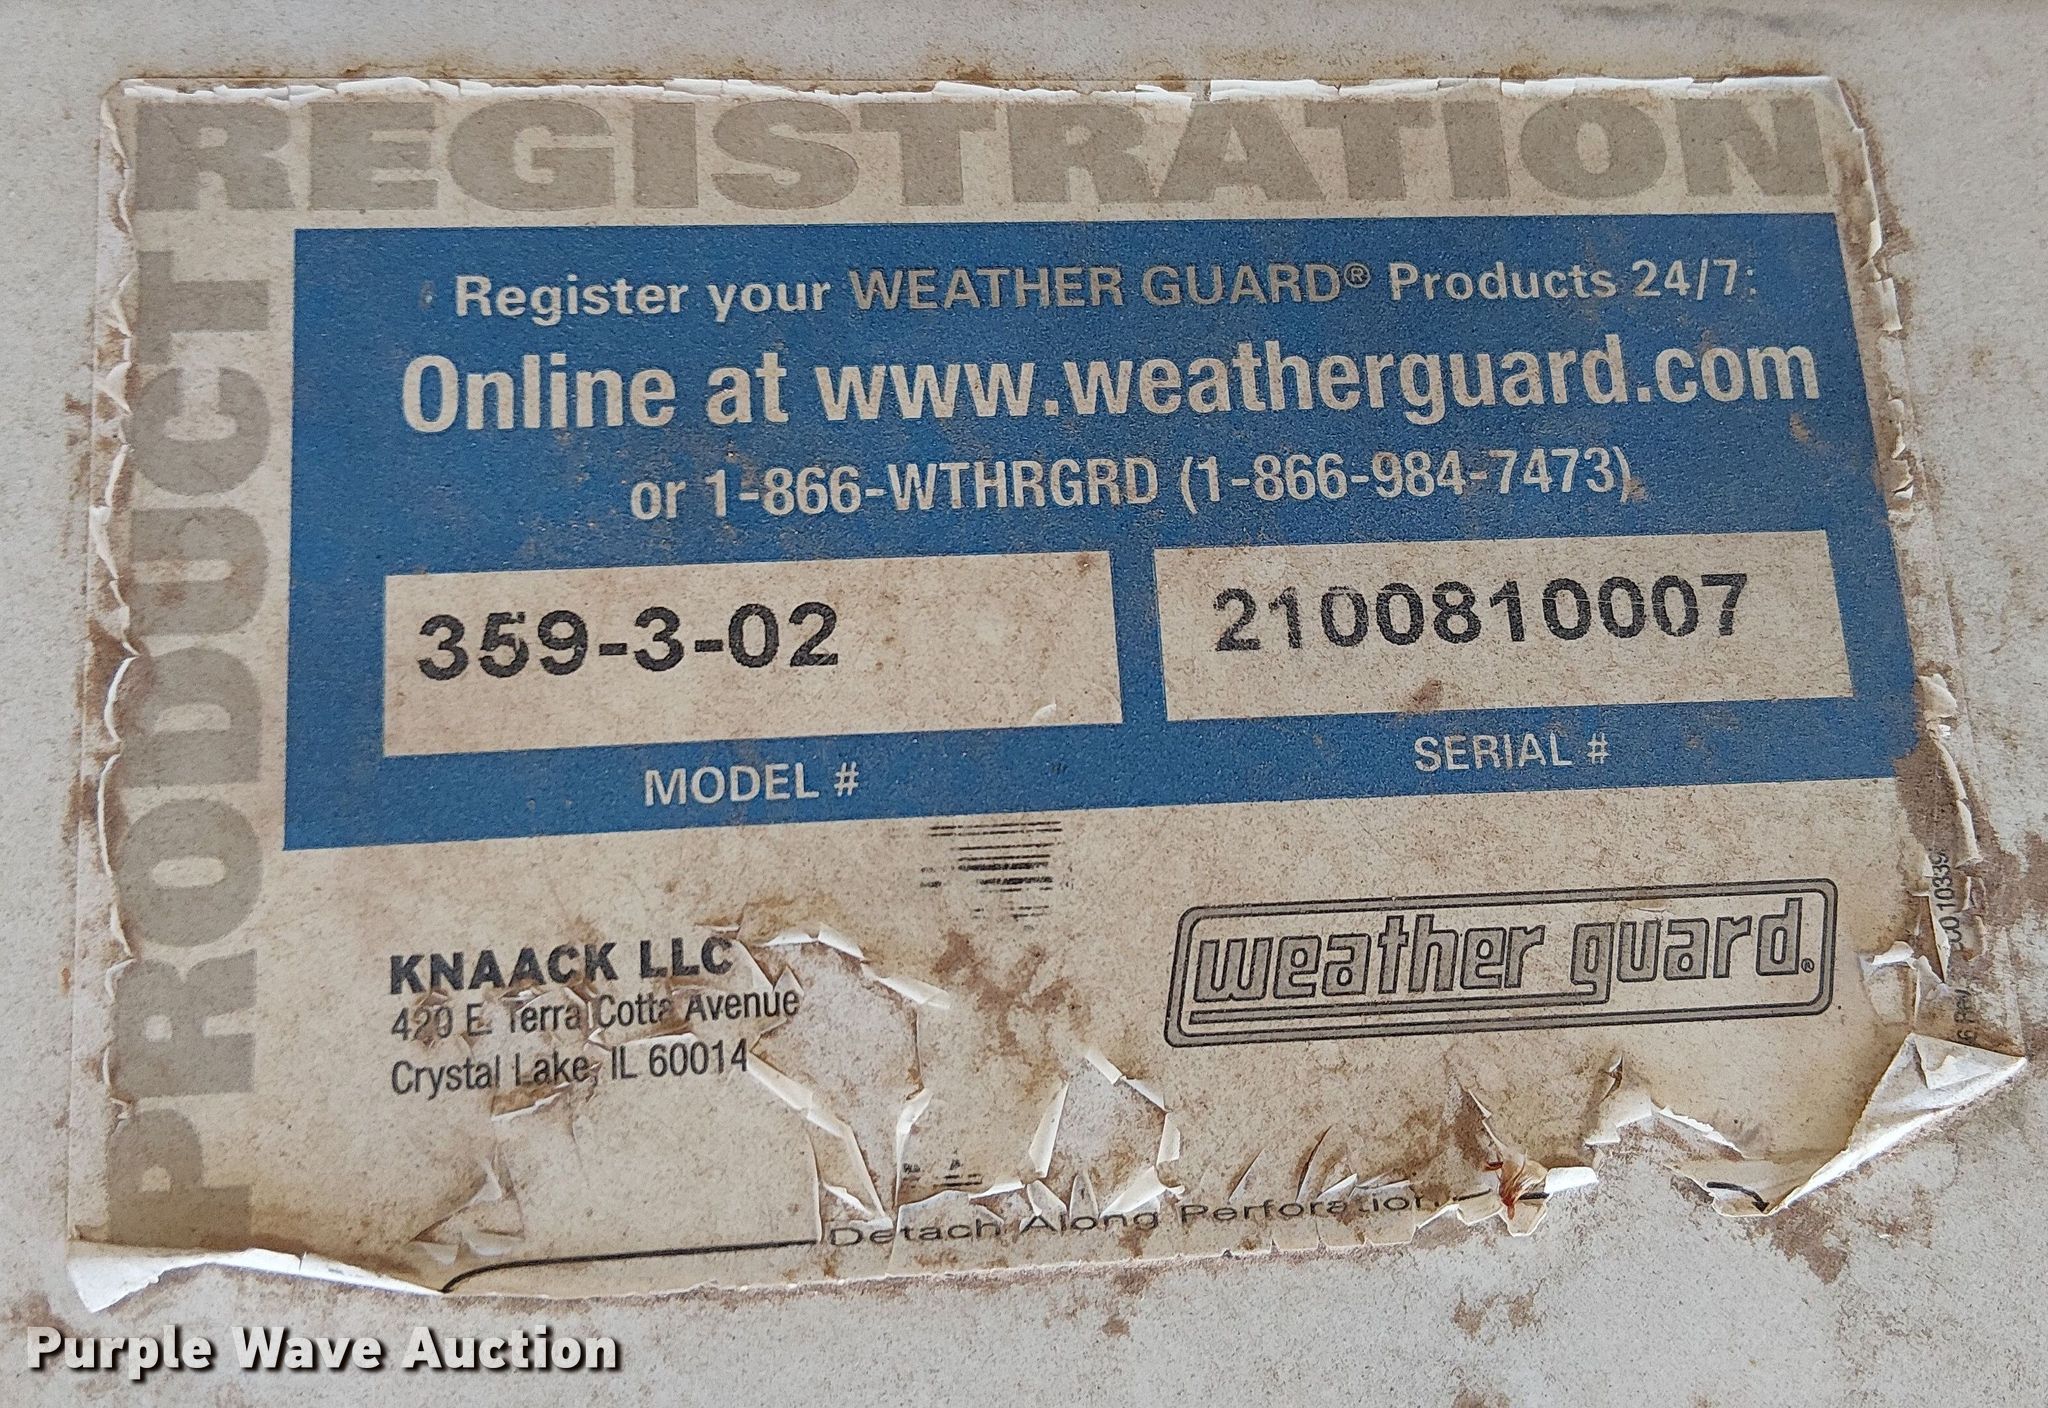 PRODUCT
REGISTRATION
Register your WEATHER GUARD® Products 24/7:
Online at www.weatherguard.com
or 1-866-WTHRGRD (1-866-984-7473)
359-3-02
2100810007
MODEL #
SERIAL #
KNAACK LLC
420 E. Terra Cotta Avenue
Crystal Lake, IL 60014
weather guard®
Detach Along Perforation
Purple Wave Auction